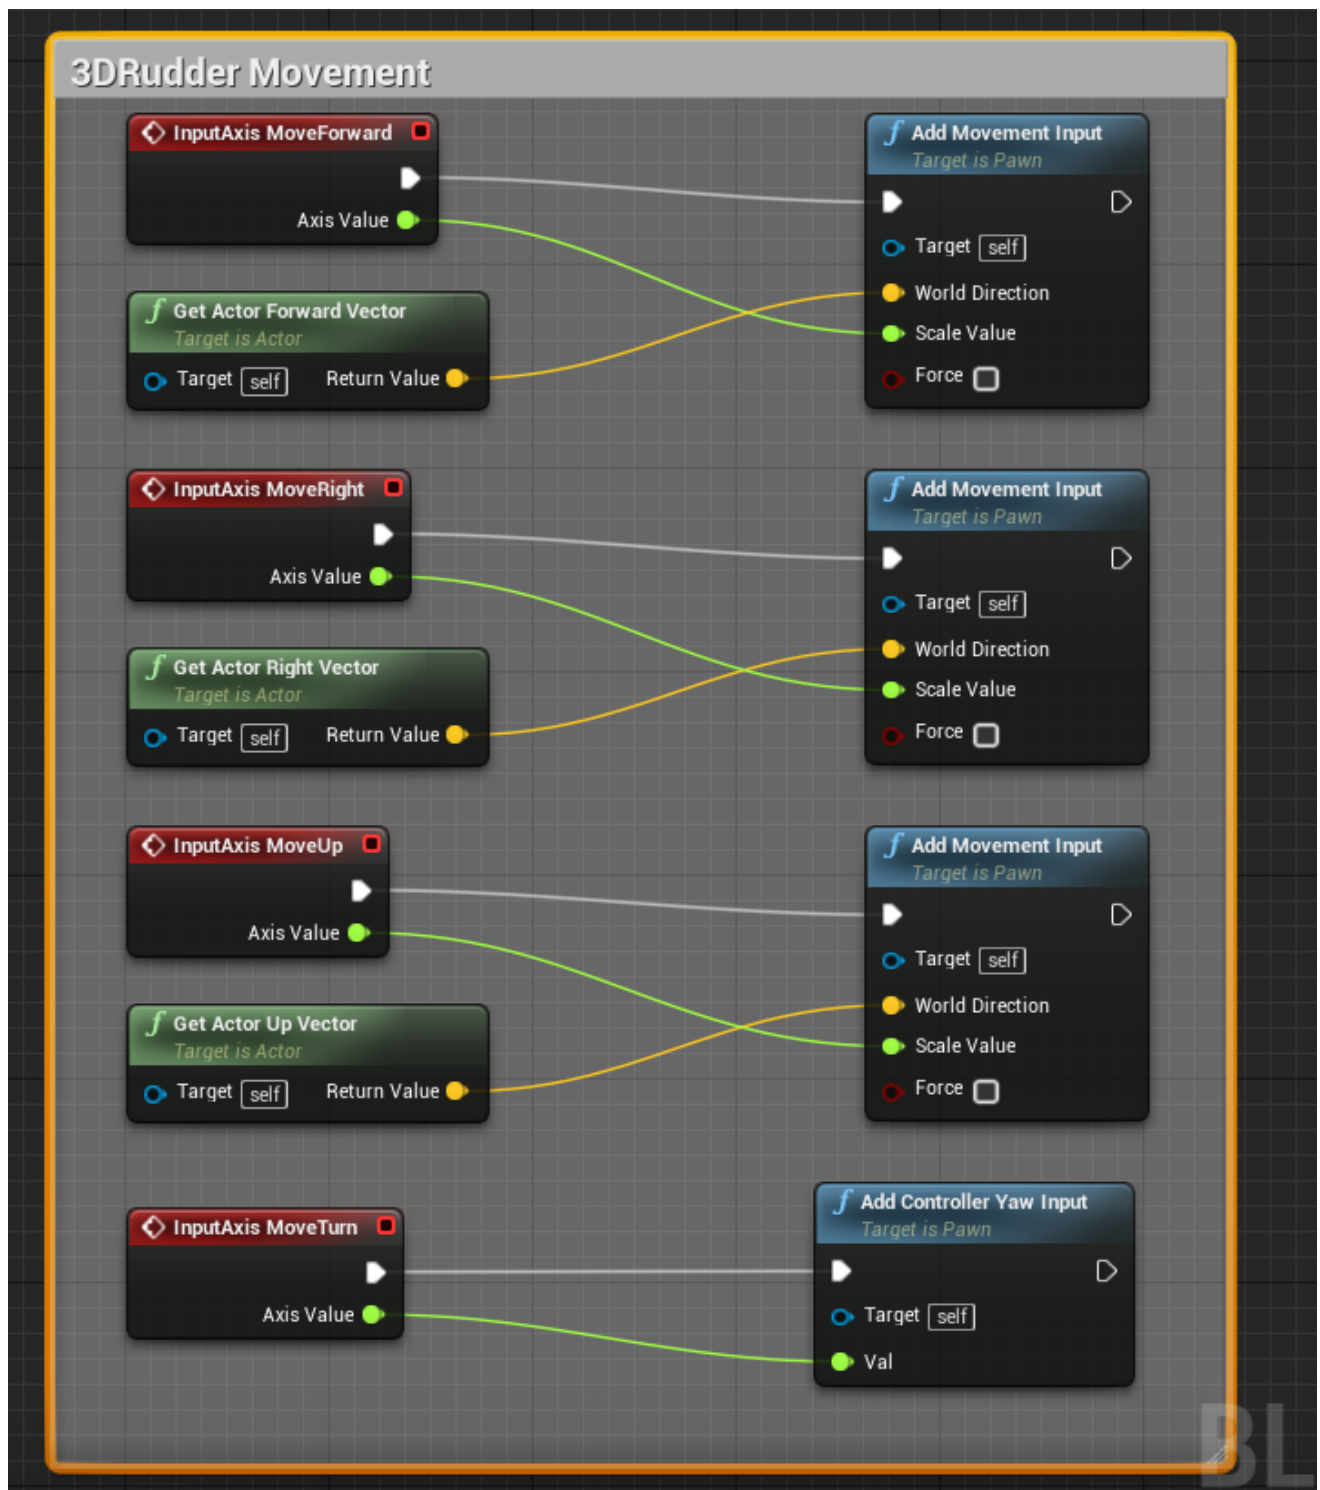 3DRudder Movement
InputAxis MoveForward
Axis Value
Add Movement Input
Target is Pawn
Target self
World Direction
Scale Value
Force
Get Actor Forward Vector
Target is Actor
Target self Return Value
InputAxis MoveRight
Axis Value
Add Movement Input
Target is Pawn
Target self
World Direction
Scale Value
Force
Get Actor Right Vector
Target is Actor
Target self Return Value
InputAxis MoveUp
Axis Value
Add Movement Input
Target is Pawn
Target self
World Direction
Scale Value
Force
Get Actor Up Vector
Target is Actor
Target self Return Value
InputAxis MoveTurn
Axis Value
Add Controller Yaw Input
Target is Pawn
Target self
Val
BL